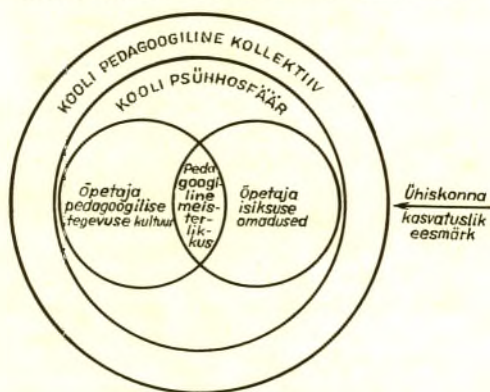 KOOLI PEDAGOOGILINE KOLLEKTIIV
KOOLI PSÜHHOSFÄÄR
Õpetaja
pedagoogilise
tegevuse kultuur
Peda
googi-
line
meis-
ter-
lik-
kus
Õpetaja
isiksuse
omadused
Ühiskonna
kasvatuslik
eesmärk